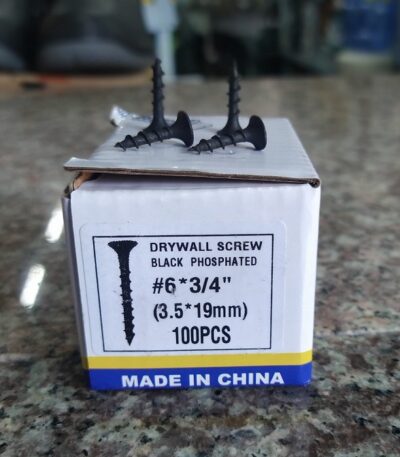 DRYWALL SCREW
BLACK PHOSPHATED
#6*3/4"
(3.5*19mm)
100PCS
MADE IN CHINA